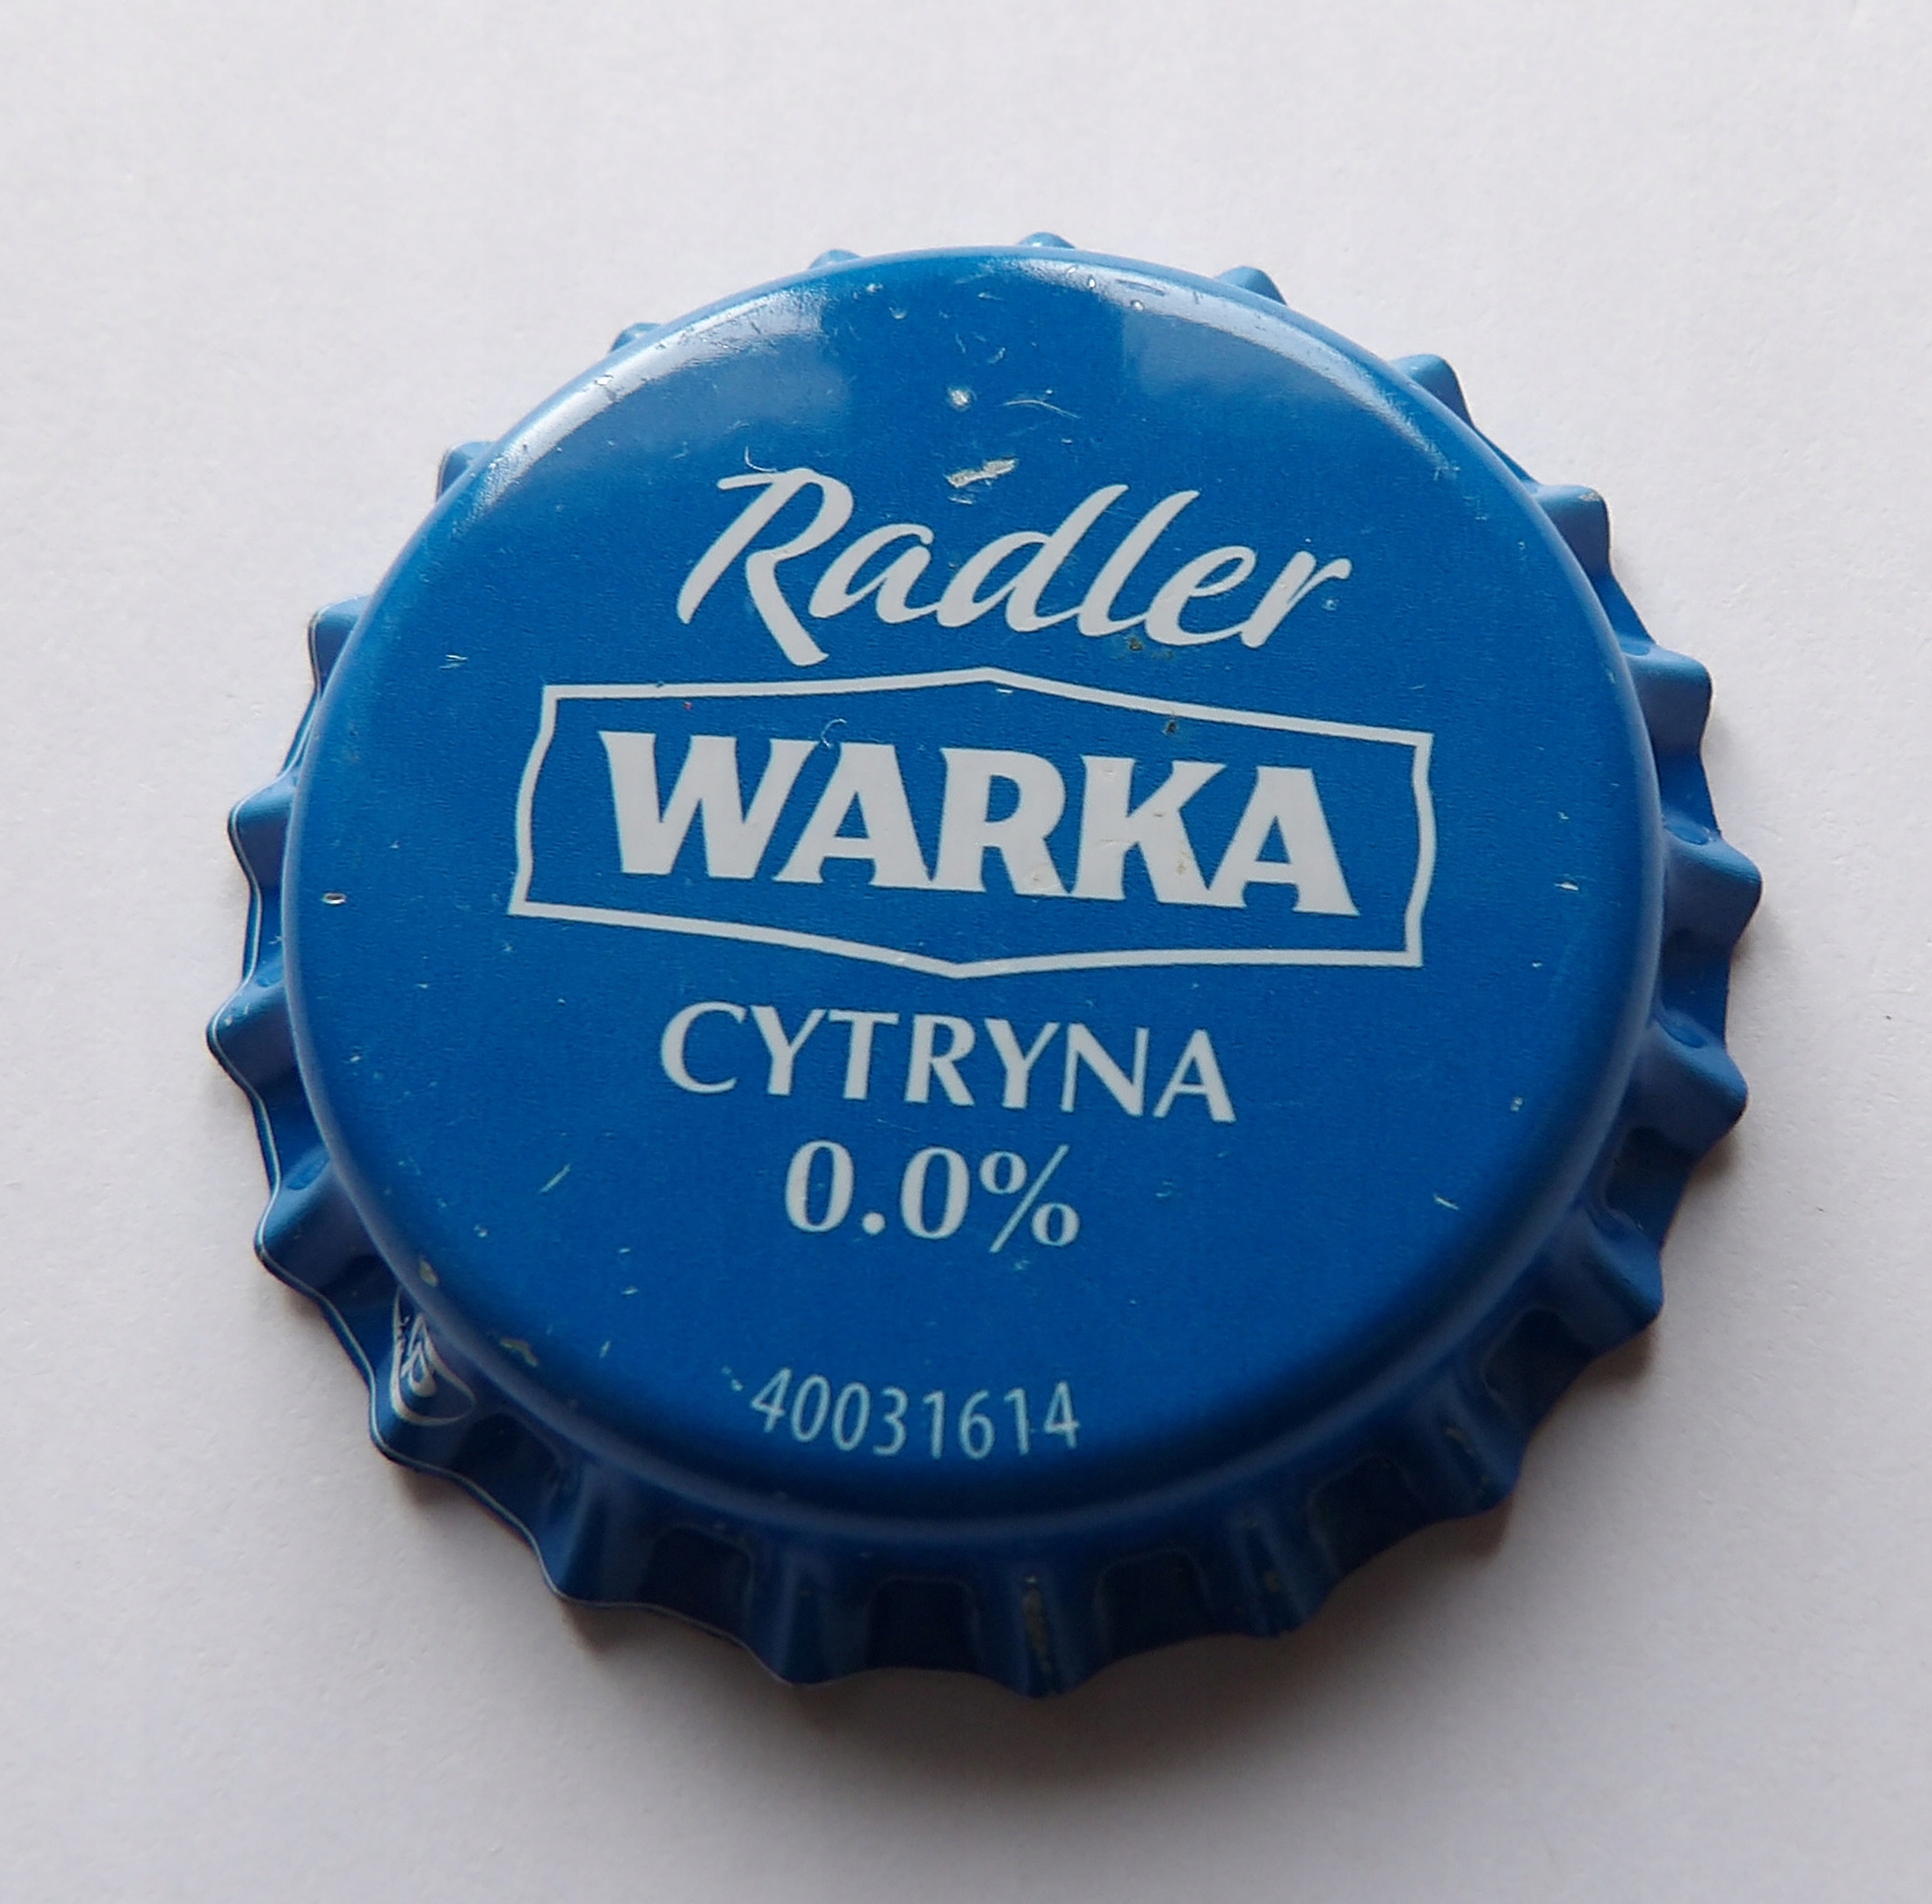 Radler
WARKA
CYTRYNA
0.0%
40031614